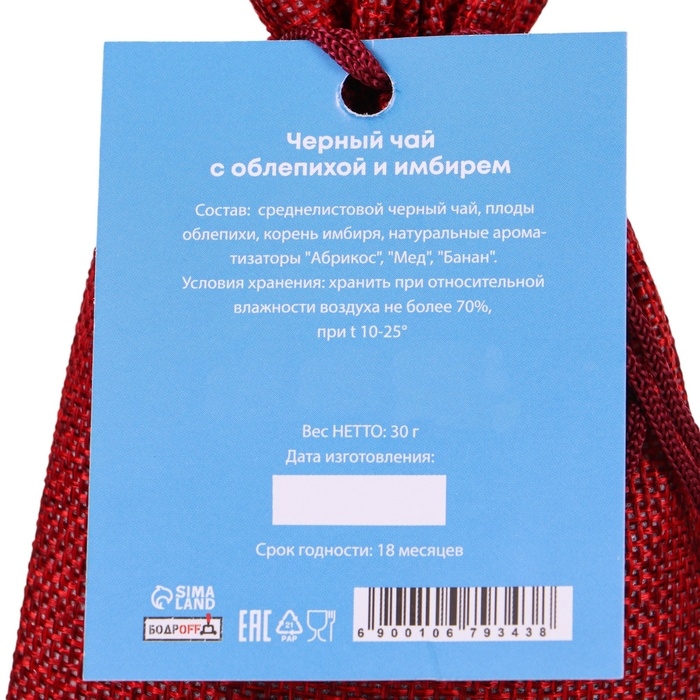 Черный чай
с облепихой и имбирем
Состав: среднелистовой черный чай, плоды
облепихи, корень имбиря, натуральные арома-
тизаторы "Абрикос", "Мед", "Банан".
Условия хранения: хранить при относительной
влажности воздуха не более 70%,
при t 10-25°
Вес НЕТТО: 30 г
Дата изготовления:
Срок годности: 18 месяцев
SIMA
LAND
БОДРOFF
EAC
21
PAP
6 900106 793438